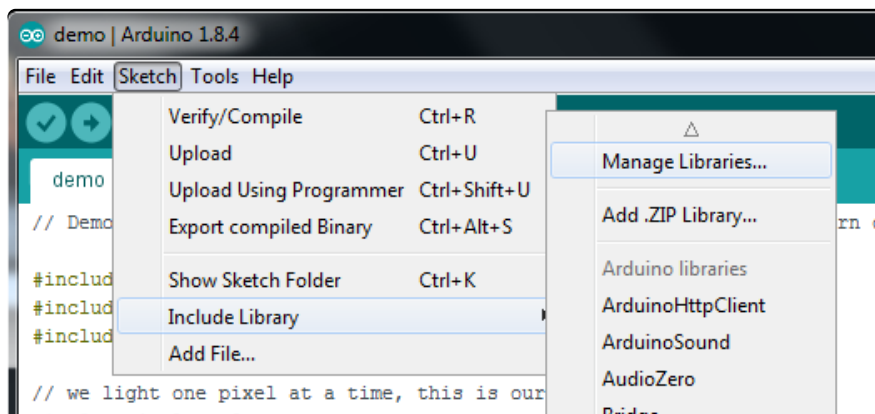 demo | Arduino 1.8.4
File Edit Sketch Tools Help
Verify/Compile Ctrl+R
Upload Ctrl+U
Upload Using Programmer Ctrl+Shift+U
Export compiled Binary Ctrl+Alt+S
Show Sketch Folder Ctrl+K
Include Library
Add File...
Manage Libraries...
Add .ZIP Library...
Arduino libraries
ArduinoHttpClient
ArduinoSound
AudioZero
Bridge
demo
// Demo
#includ
#includ
#includ
// we light one pixel at a time, this is our